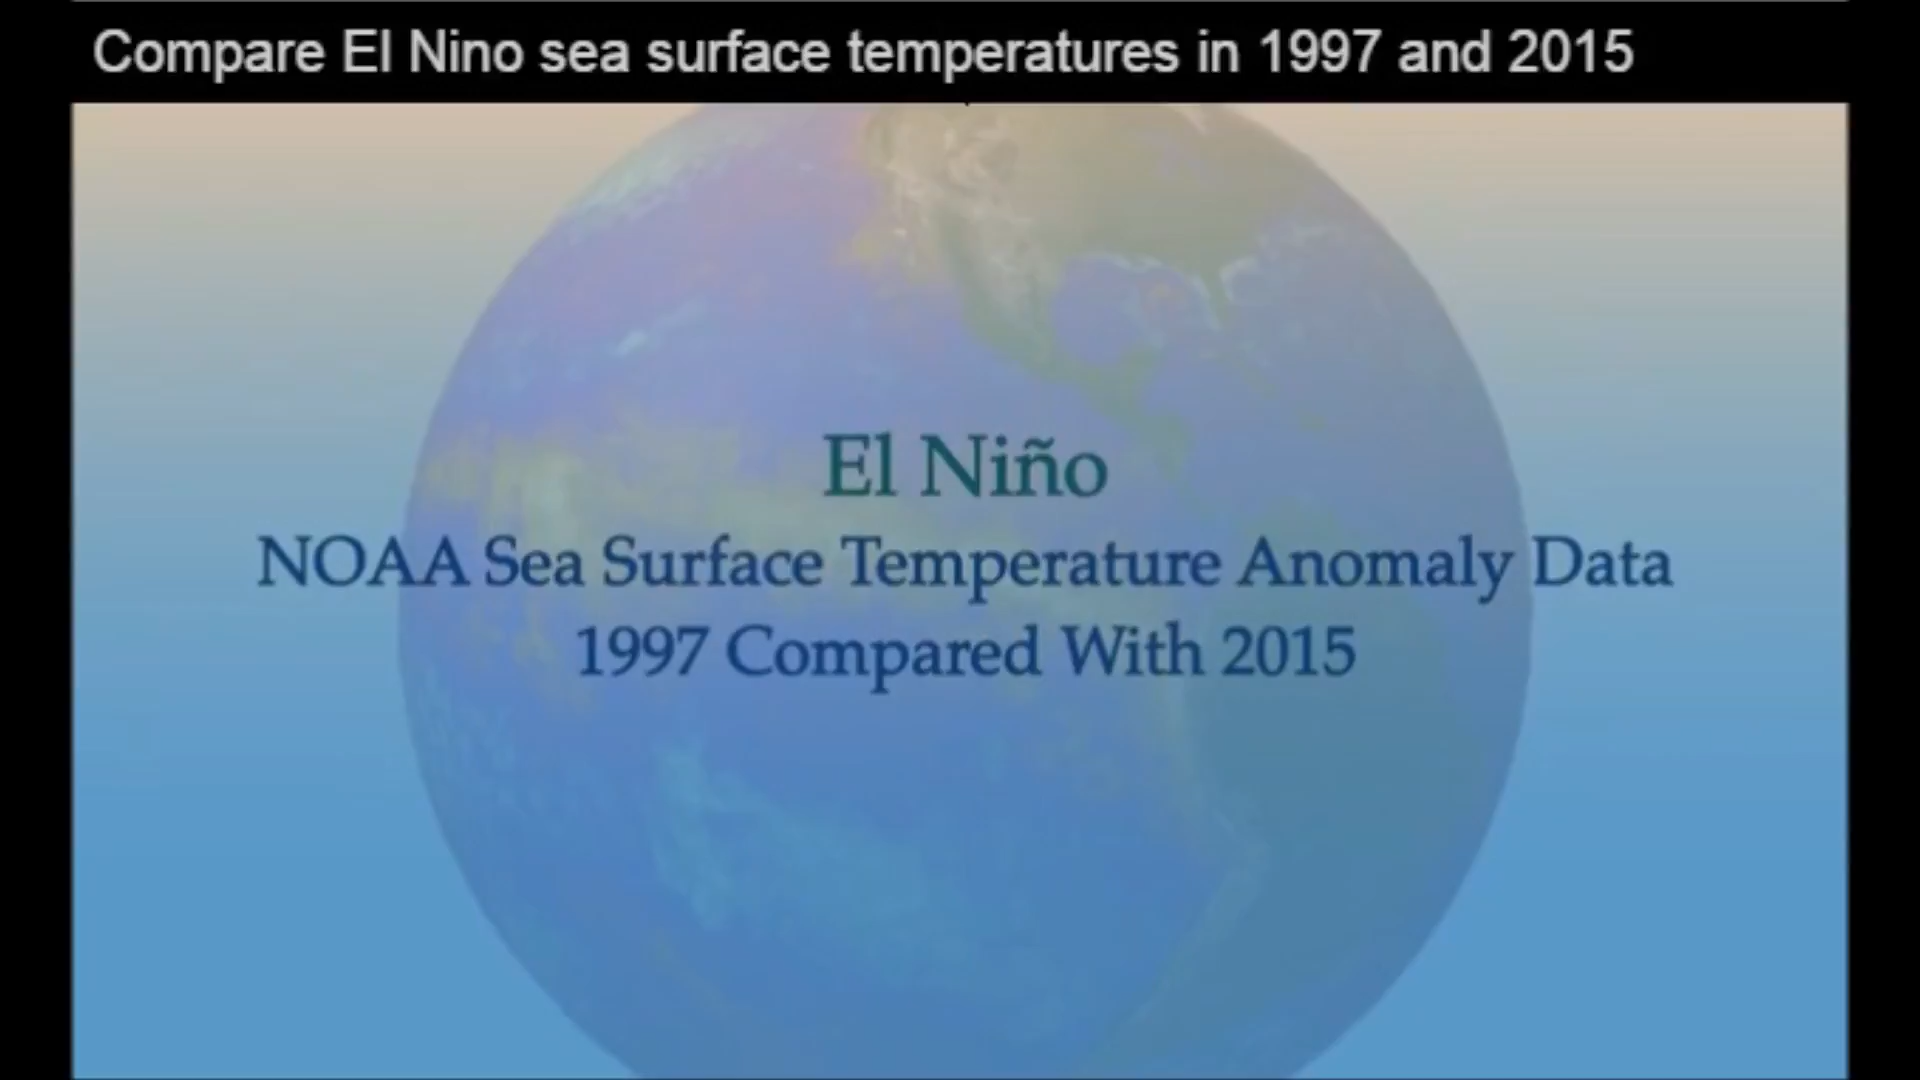 Compare El Nino sea surface temperatures in 1997 and 2015
El Niño
NOAA Sea Surface Temperature Anomaly Data
1997 Compared With 2015